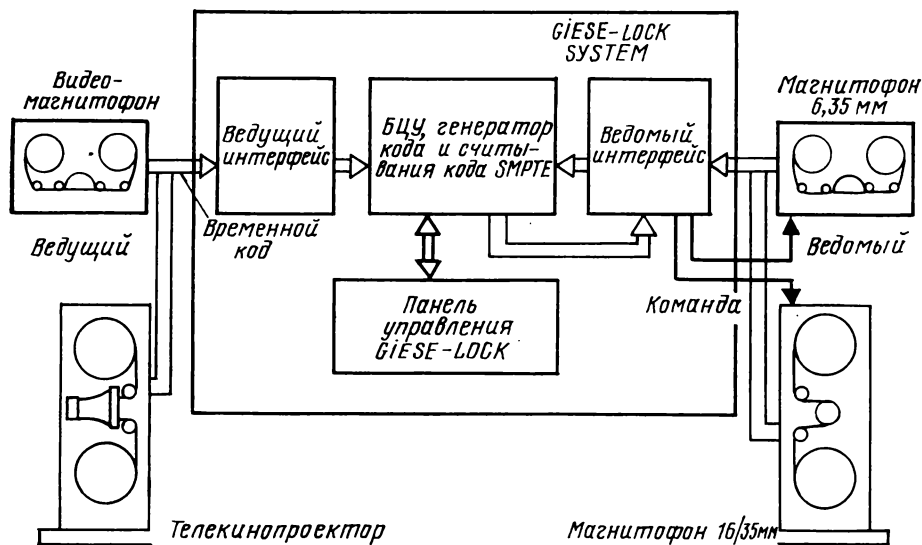 GiESE-LOCK
SYSTEM
Видео-
магнитофон
Ведущий
интерфейс
БЦУ, генератор
кода и считы-
вания кода SMPTE
Ведомый
интерфейс
Магнитофон
6,35 мм
Ведущий
Временной
код
Ведомый
Панель
управления
GiESE-LOCK
Команда
Телекинопроектор
Магнитофон 16/35мм